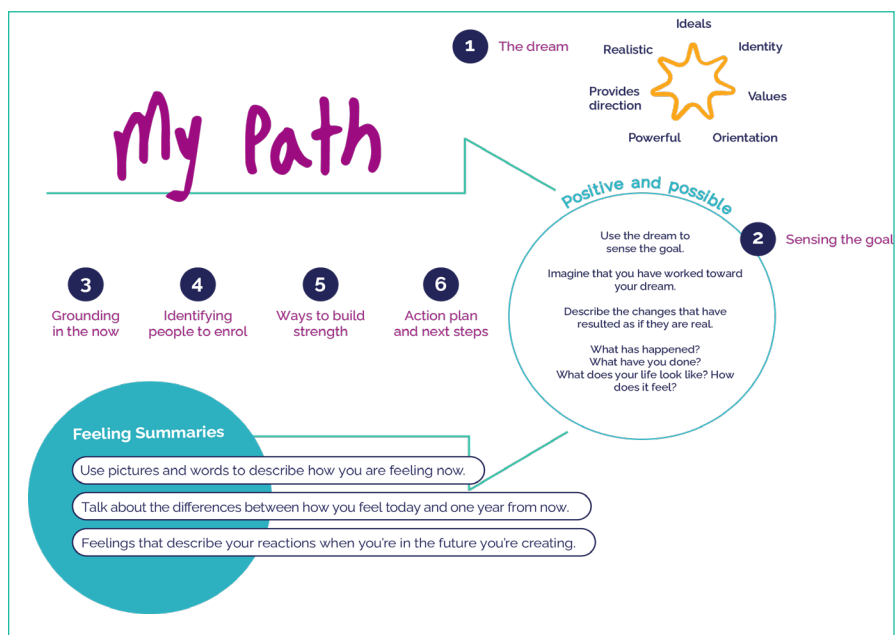 My Path
1 The dream
Ideals
Identity
Values
Orientation
Powerful
Provides
direction
Realistic
Positive and possible
2 Sensing the goal
Use the dream to
sense the goal.
Imagine that you have worked toward
your dream.
Describe the changes that have
resulted as if they are real.
What has happened?
What have you done?
What does your life look like? How
does it feel?
3
Grounding
in the now
4
Identifying
people to enrol
5
Ways to build
strength
6
Action plan
and next steps
Feeling Summaries
Use pictures and words to describe how you are feeling now.
Talk about the differences between how you feel today and one year from now.
Feelings that describe your reactions when you're in the future you're creating.